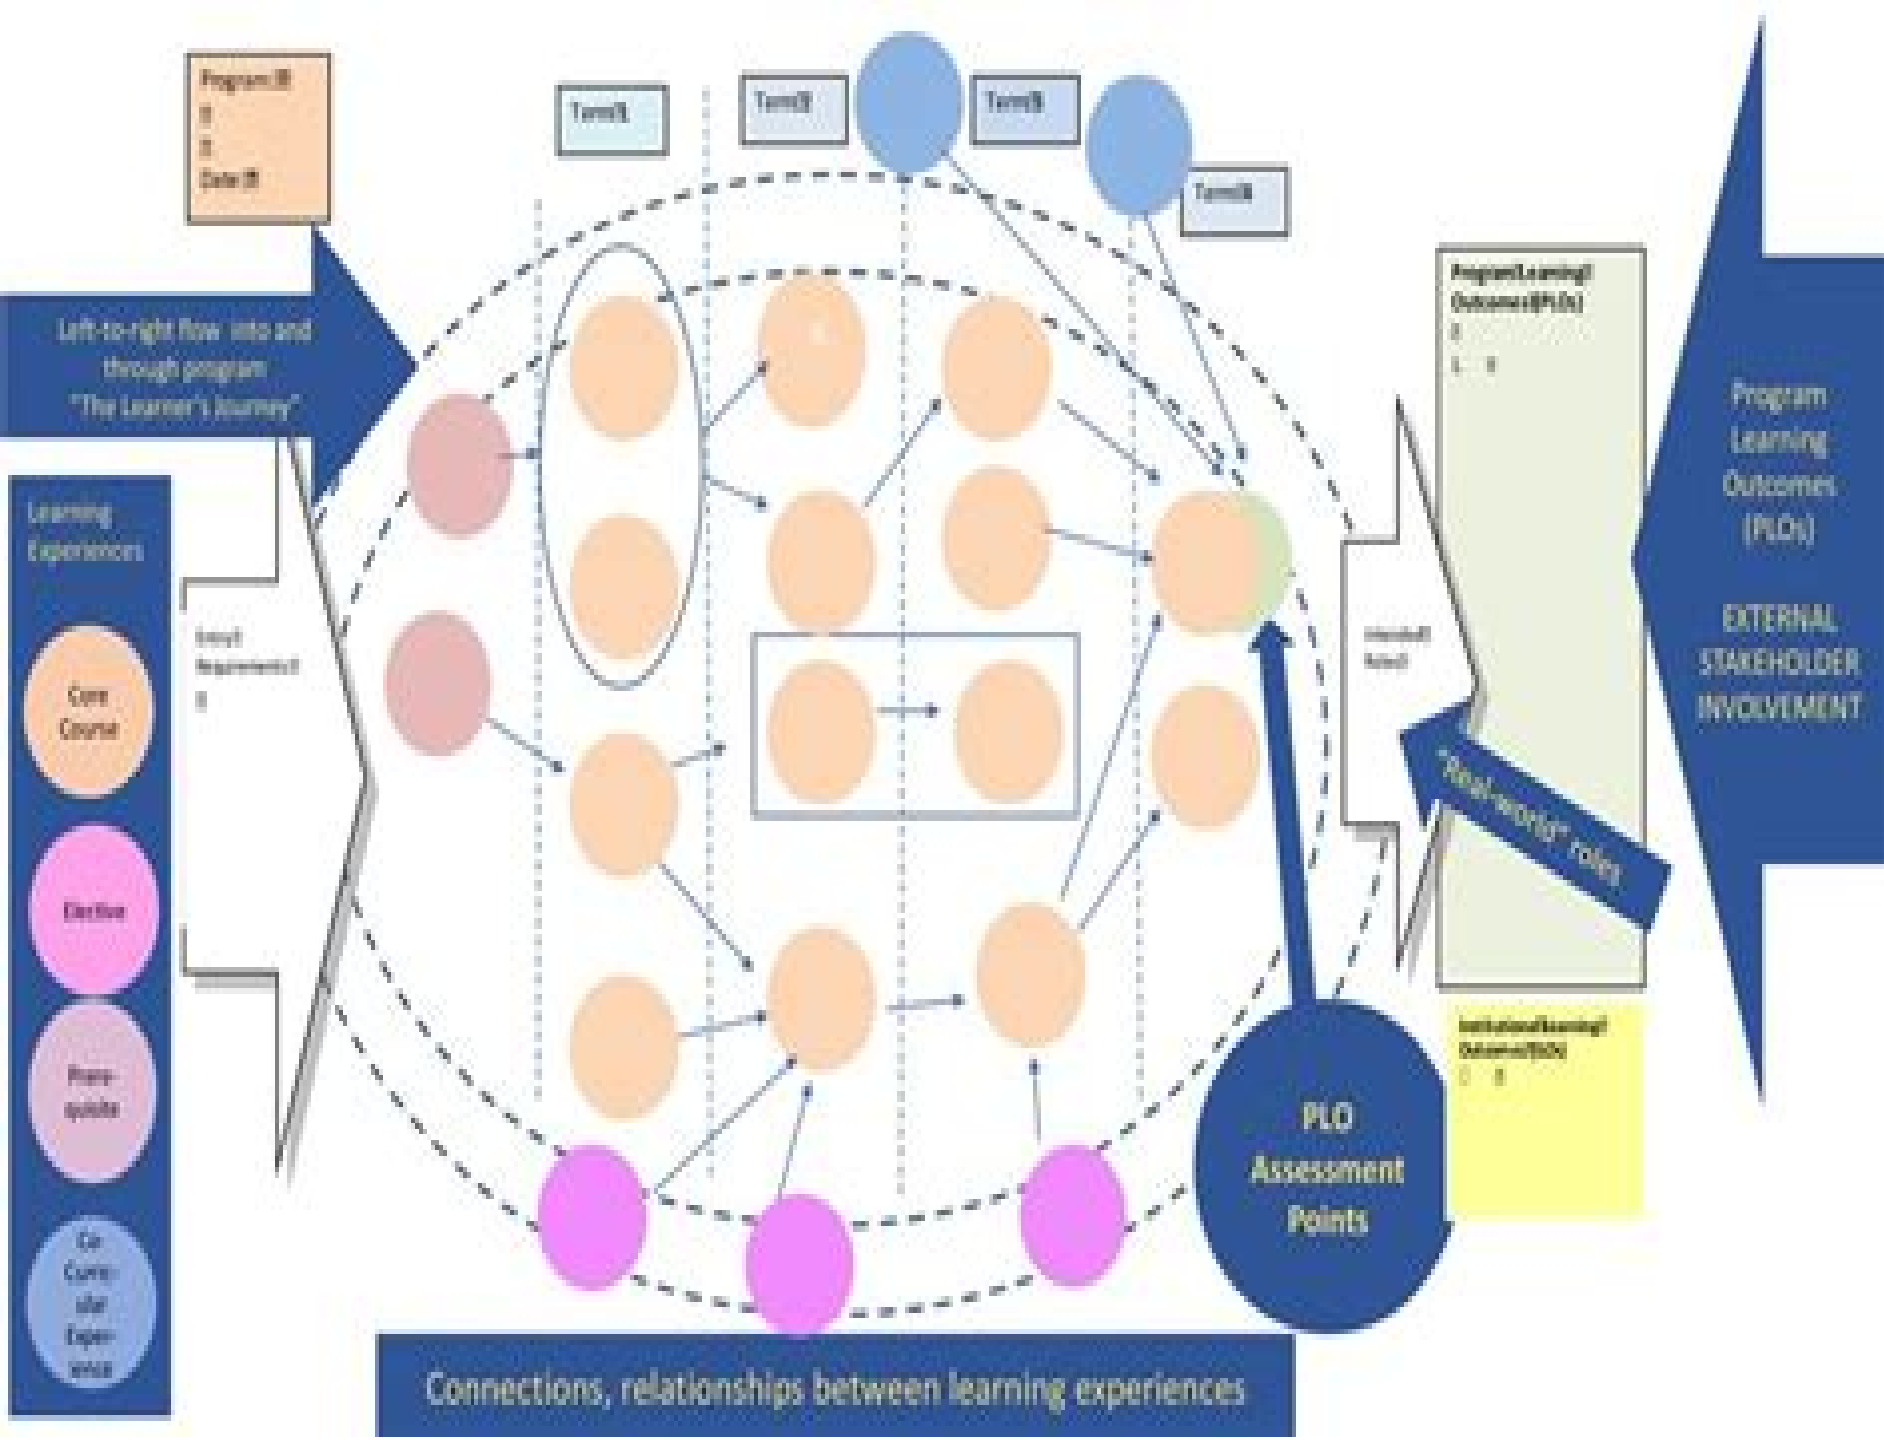 Program
Date
Term
Term
Term
Term
Left-to-right flow into and
through program
"The Learner's Journey"
Learning
Experiences
Core
Course
Elective
Prere-
quisite
Co
Curric-
ular
Exper-
ience
Entry
Requirements
Intended
Roles
Program Learning
Outcomes (PLOs)
1.
"Real-world" roles
Program
Learning
Outcomes
(PLOs)
EXTERNAL
STAKEHOLDER
INVOLVEMENT
Institutional Learning
Outcomes (ILOs)
PLO
Assessment
Points
Connections, relationships between learning experiences